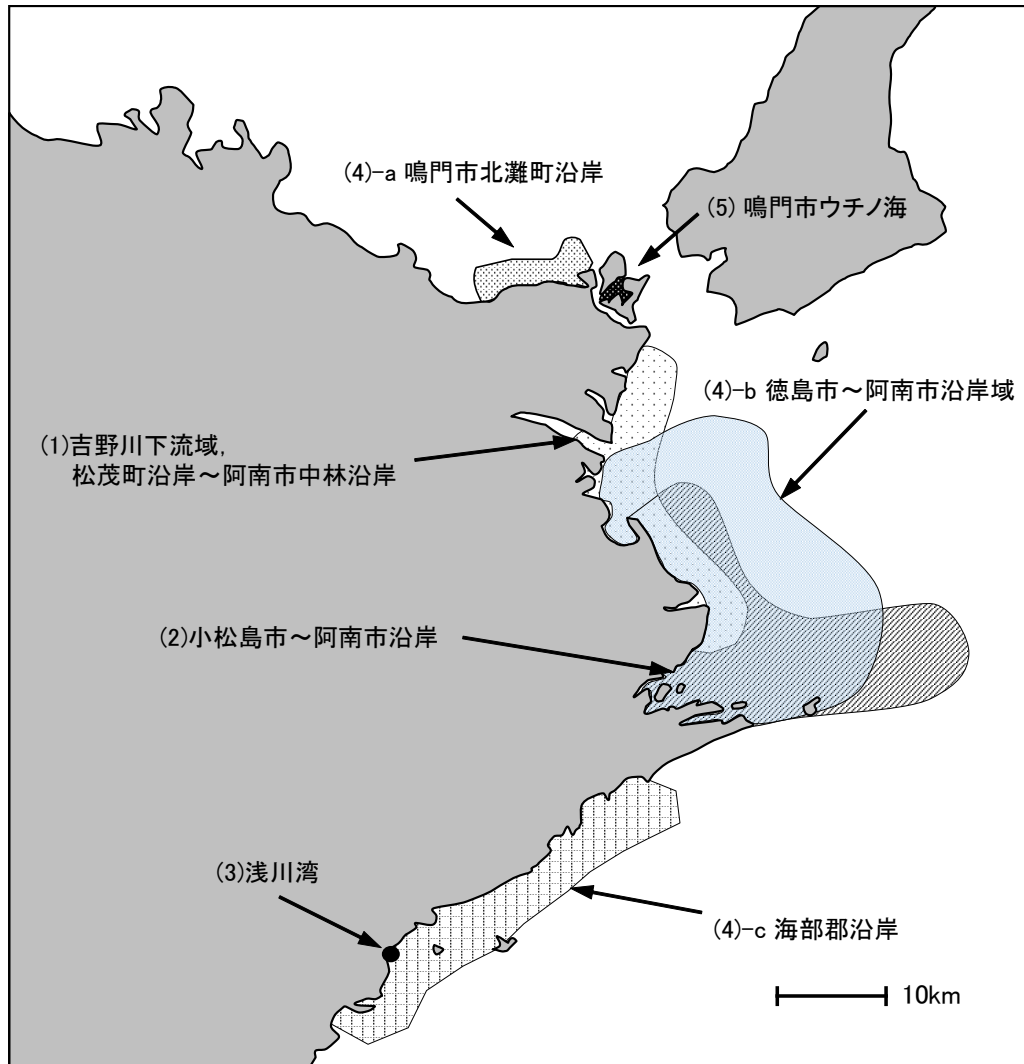 (4)-a 鳴門市北灘町沿岸
(5) 鳴門市ウチノ海
(4)-b 徳島市～阿南市沿岸域
(1)吉野川下流域,
松茂町沿岸～阿南市中林沿岸
(2)小松島市～阿南市沿岸
(3)浅川湾
(4)-c 海部郡沿岸
10km